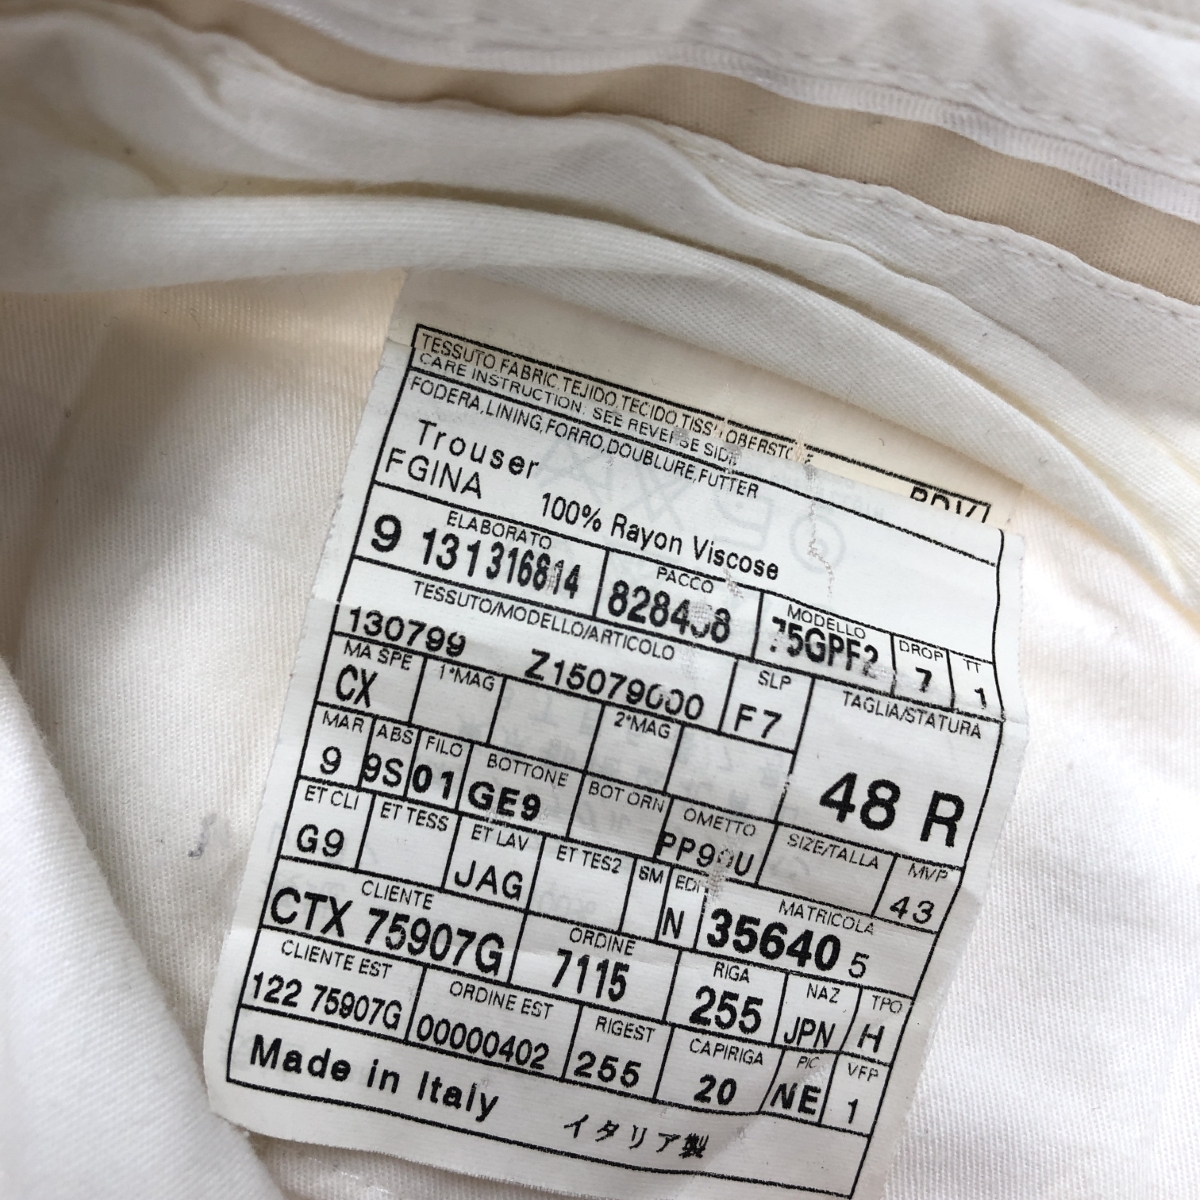 TESSUTO,FABRIC,TEJIDO,TECIDO,TISSU,OBERSTOFF
CARE INSTRUCTION: SEE REVERSE SIDE
FODERA,LINING,FORRO,DOUBLURE,FUTTER
Trouser
FGINA 100% Rayon Viscose
ELABORATO PACCO MODELLO DROP TT
9 131316814 75GPF2 7 1
TESSUTO/MODELLO/ARTICOLO SLP TAGLIA/STATURA
130799 Z15079000 F7 48 R
MA SPE 1°MAG 2°MAG
CX
MAR ABS FILO BOTTONE BOT ORN OMETTO SIZE/TALLA MVP
9 9S 01 GE9 43
ET CLI ET TESS ET LAV ET TES2 SM EDI MATRICOLA
G9 JAG N 35640 5
CLIENTE ORDINE RIGA NAZ TPO
CTX 75907G 7115 255 JPN H
CLIENTE EST ORDINE EST RIGEST CAPIRIGA PIC VFP
122 75907G 00000402 255 20 NE 1
Made in Italy イタリア製